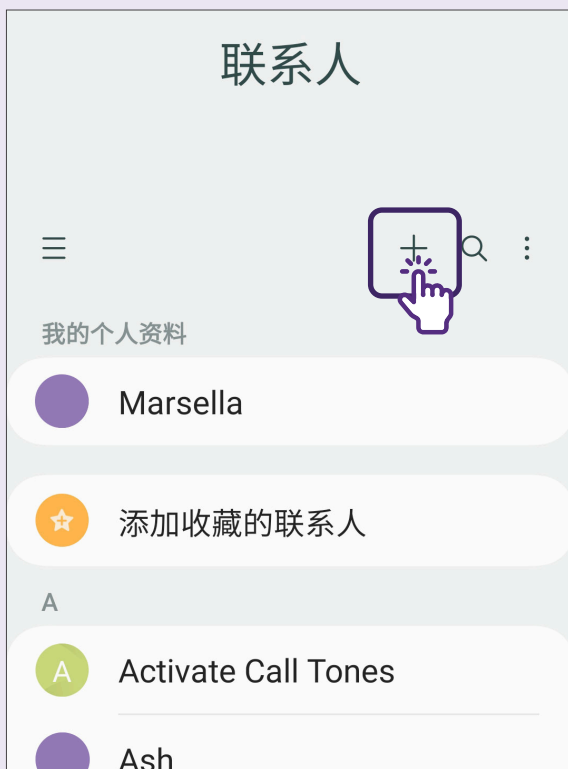 联系人
我的个人资料
Marsella
添加收藏的联系人
A
A
Activate Call Tones
Ash